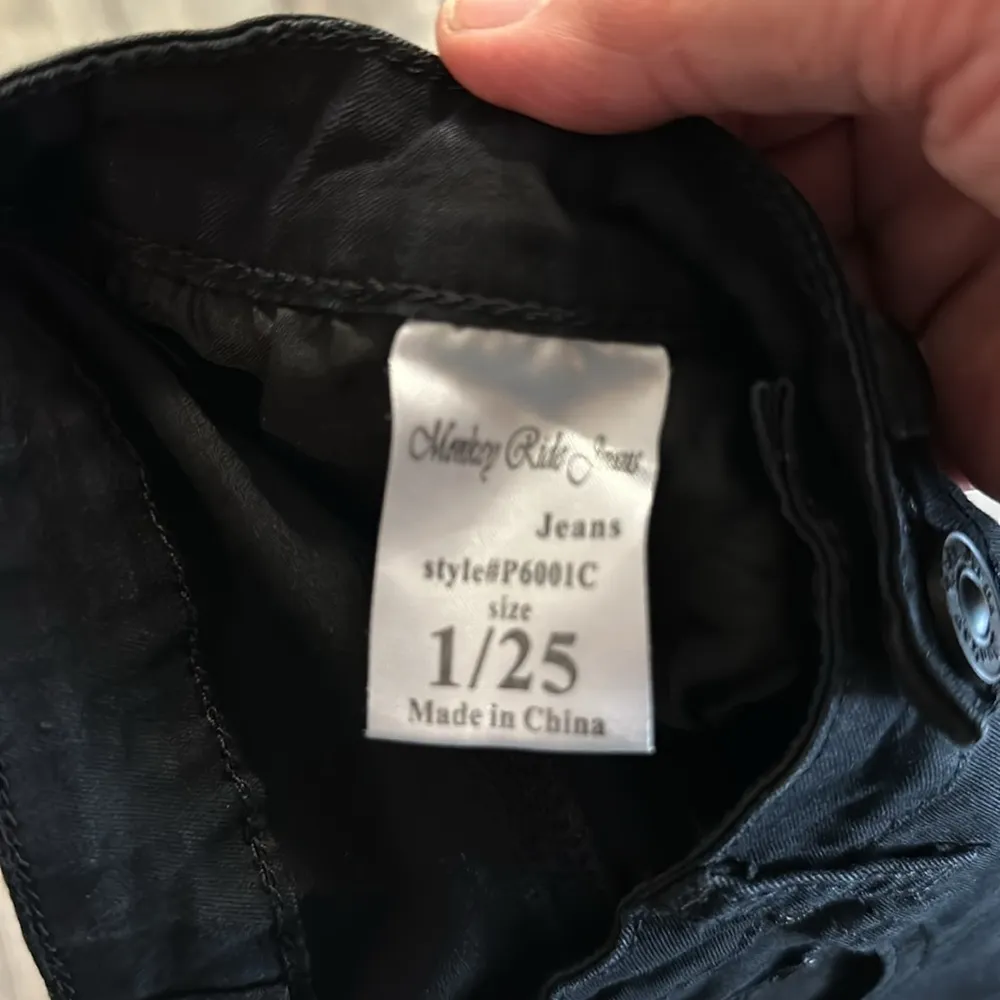 Monkey Ride Jeans
Jeans
style#P6001C
size
1/25
Made in China